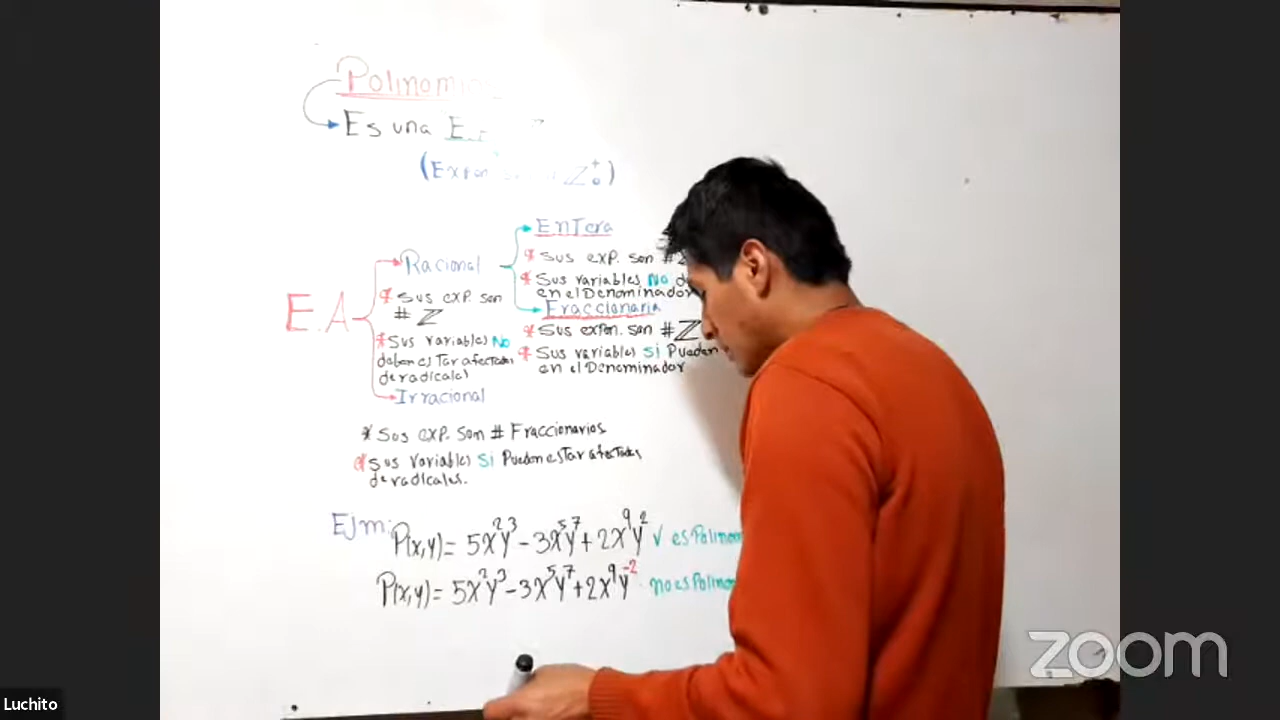 Polinomio
Es una E.
(Expon Z₀⁺)
E.A
Racional
* Sus exp. son
# Z
* Sus variables No
deben estar afectados
de radicales
Entera
* Sus exp. son # Z
* Sus variables No
en el Denominador
Fraccionaria
* Sus expon. son # Z
* Sus variables Si Pueden
en el Denominador
Irracional
* Sus exp. son # Fraccionarios
* Sus variables Si Pueden estar afectadas
de radicales.
Ejm: P(x,y) = 5x²y³ - 3x⁵y⁷ + 2x⁹y² √ es Polinom
P(x,y) = 5x²y³ - 3x⁵y⁷ + 2x⁹y⁻² no es Polinom
zoom
Luchito